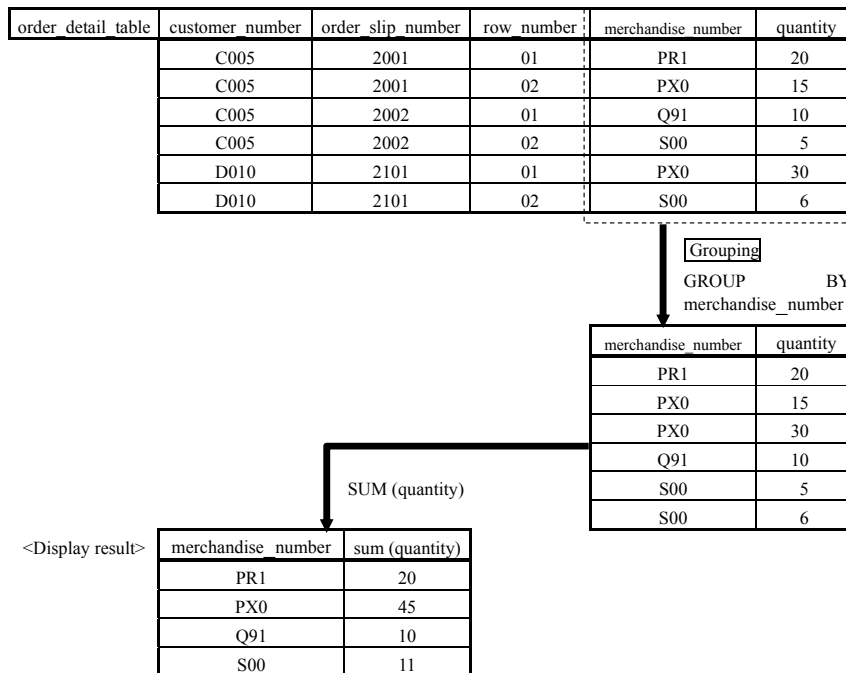 order_detail_table customer_number order_slip_number row_number merchandise_number quantity
C005 2001 01 PR1 20
C005 2001 02 PX0 15
C005 2002 01 Q91 10
C005 2002 02 S00 5
D010 2101 01 PX0 30
D010 2101 02 S00 6
Grouping
GROUP BY
merchandise_number
merchandise_number quantity
PR1 20
PX0 15
PX0 30
Q91 10
S00 5
S00 6
SUM (quantity)
<Display result> merchandise_number sum (quantity)
PR1 20
PX0 45
Q91 10
S00 11